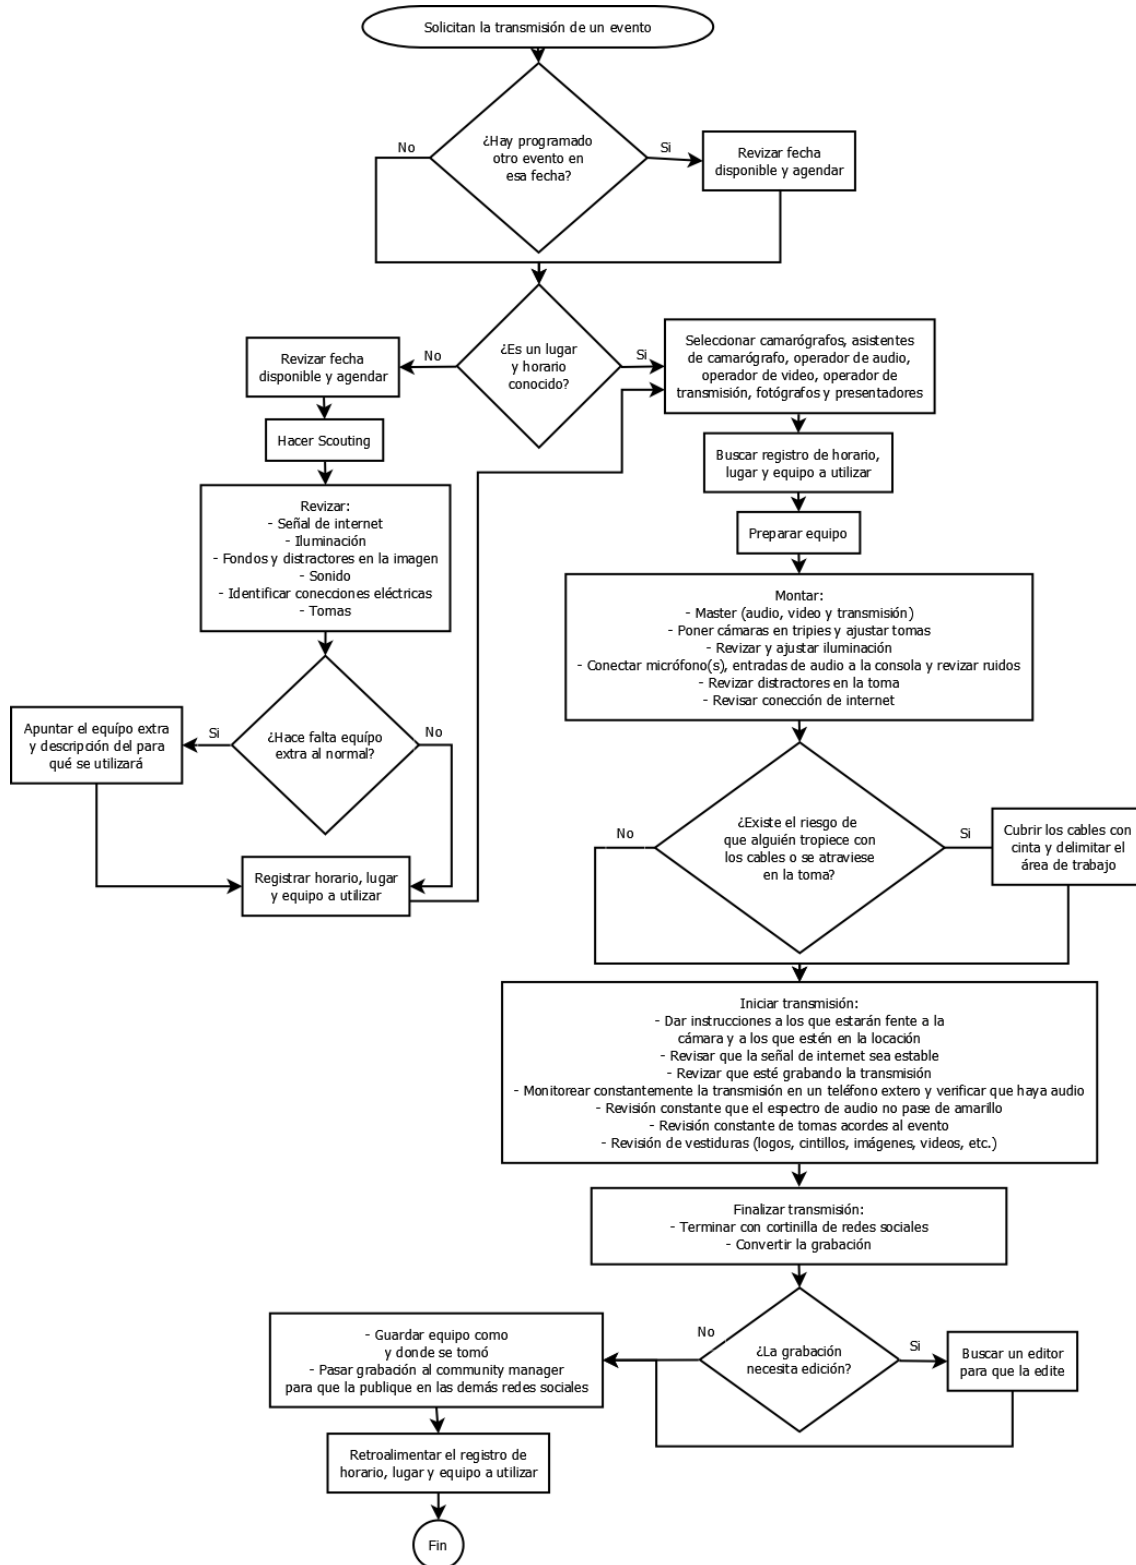 Solicitan la transmisión de un evento
¿Hay programado
otro evento en
esa fecha?
No
Si
Revizar fecha
disponible y agendar
¿Es un lugar
y horario
conocido?
No
Si
Revizar fecha
disponible y agendar
Hacer Scouting
Revizar:
- Señal de internet
- Iluminación
- Fondos y distractores en la imagen
- Sonido
- Identificar conecciones eléctricas
- Tomas
¿Hace falta equípo
extra al normal?
Si
No
Apuntar el equípo extra
y descripción del para
qué se utilizará
Registrar horario, lugar
y equipo a utilizar
Seleccionar camarógrafos, asistentes
de camarógrafo, operador de audio,
operador de video, operador de
transmisión, fotógrafos y presentadores
Buscar registro de horario,
lugar y equipo a utilizar
Preparar equipo
Montar:
- Master (audio, video y transmisión)
- Poner cámaras en tripies y ajustar tomas
- Revizar y ajustar iluminación
- Conectar micrófono(s), entradas de audio a la consola y revizar ruidos
- Revizar distractores en la toma
- Revisar conección de internet
¿Existe el riesgo de
que alguién tropiece con
los cables o se atraviese
en la toma?
No
Si
Cubrir los cables con
cinta y delimitar el
área de trabajo
Iniciar transmisión:
- Dar instrucciones a los que estarán fente a la
cámara y a los que estén en la locación
- Revisar que la señal de internet sea estable
- Revizar que esté grabando la transmisión
- Monitorear constantemente la transmisión en un teléfono extero y verificar que haya audio
- Revisión constante que el espectro de audio no pase de amarillo
- Revisión constante de tomas acordes al evento
- Revisión de vestiduras (logos, cintillos, imágenes, videos, etc.)
Finalizar transmisión:
- Terminar con cortinilla de redes sociales
- Convertir la grabación
¿La grabación
necesita edición?
No
Si
Buscar un editor
para que la edite
- Guardar equipo como
y donde se tomó
- Pasar grabación al community manager
para que la publique en las demás redes sociales
Retroalimentar el registro de
horario, lugar y equipo a utilizar
Fin